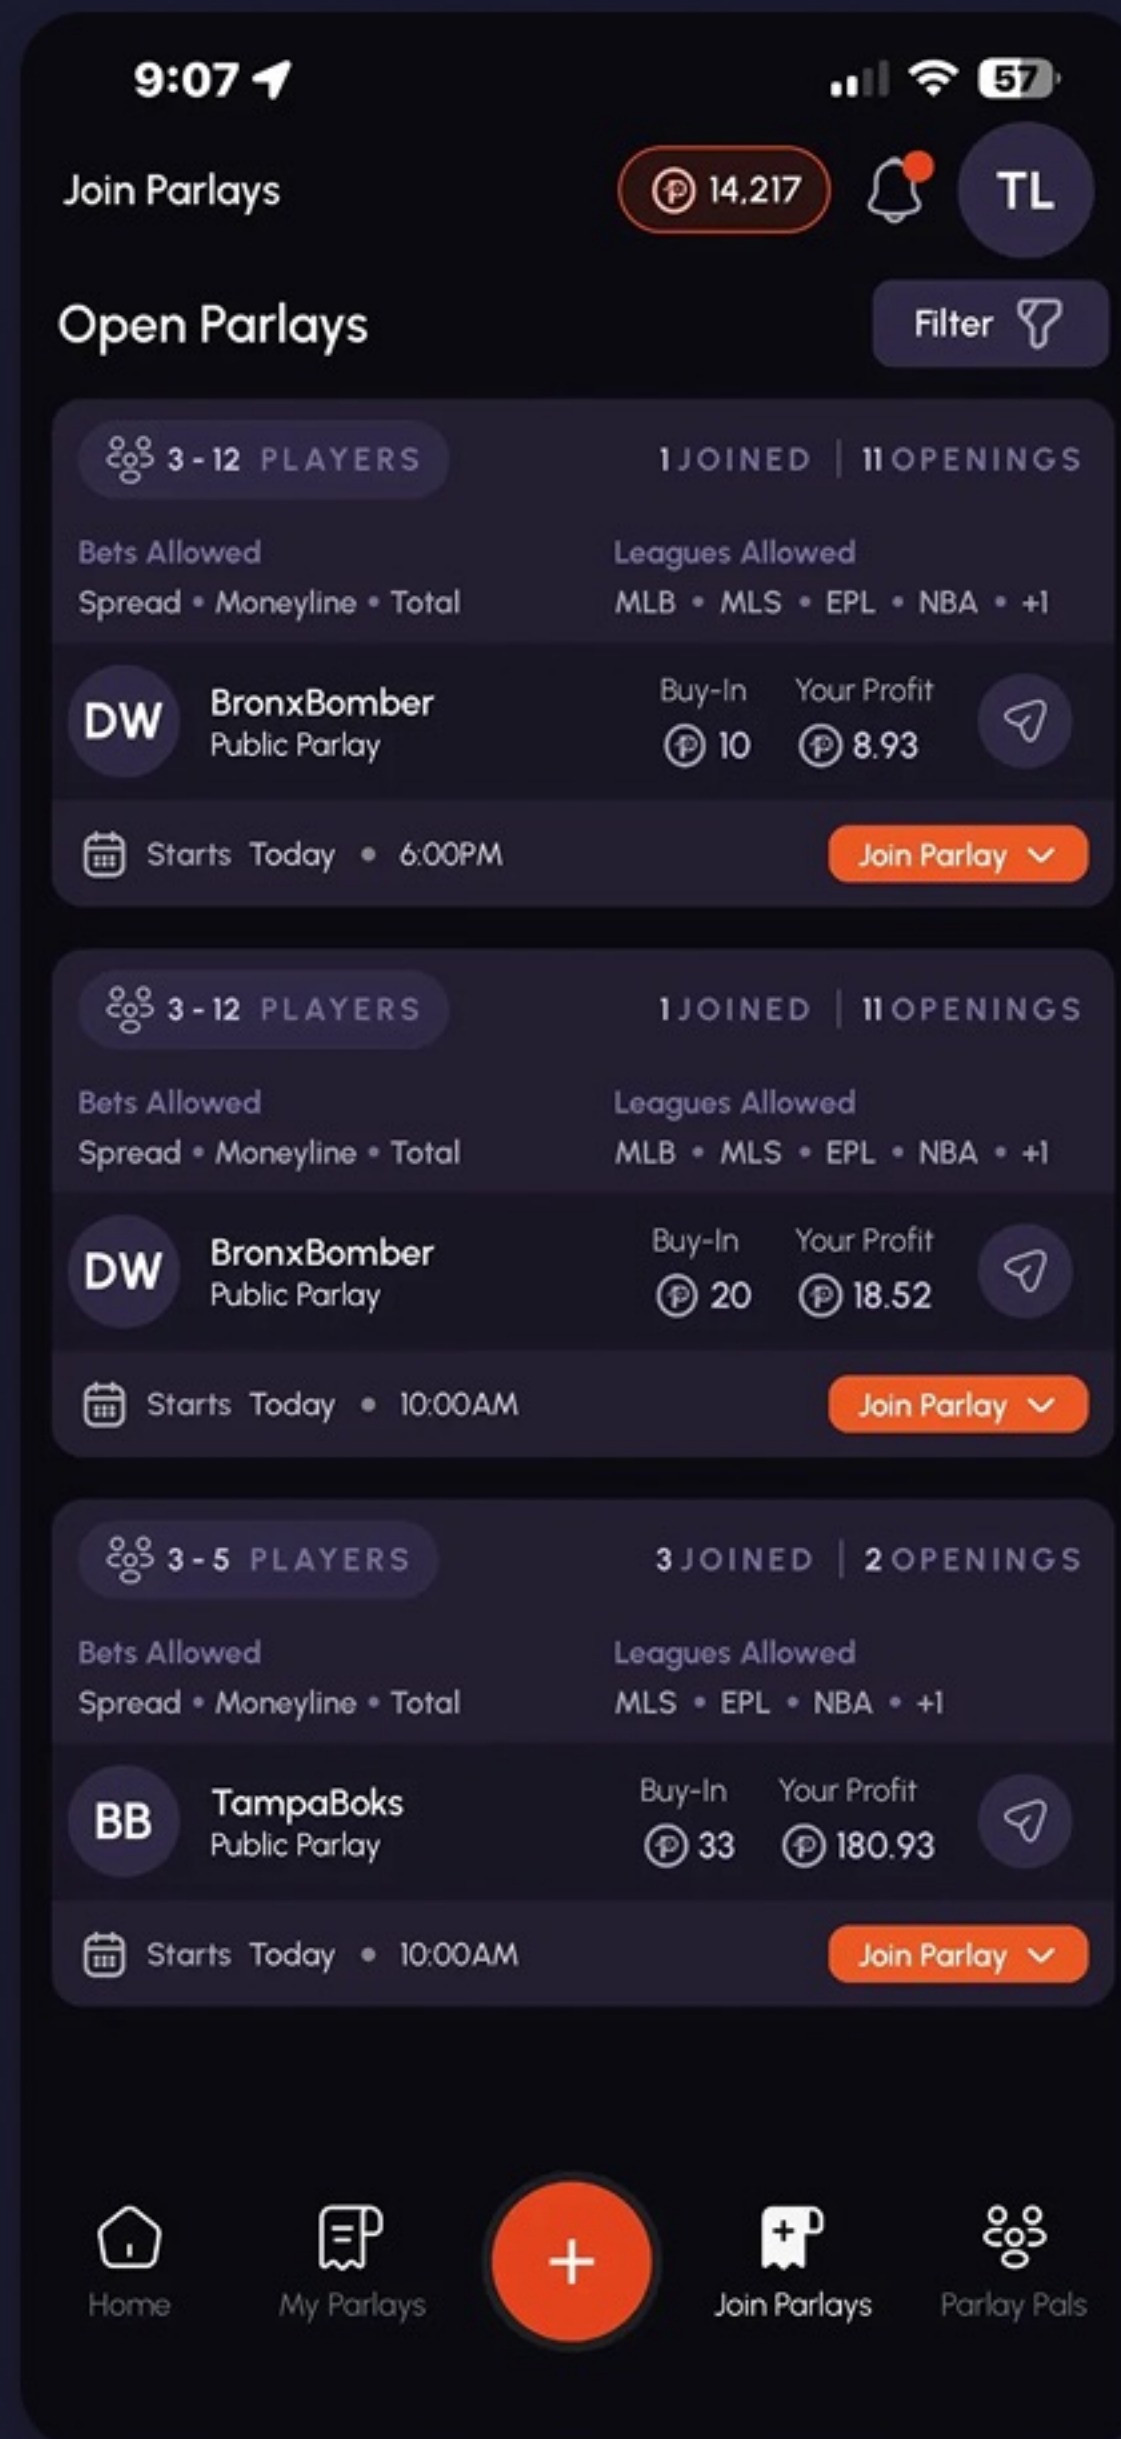 9:07
57
Join Parlays
14,217
TL
Open Parlays
Filter
3 - 12 PLAYERS
1 JOINED | 11 OPENINGS
Bets Allowed
Leagues Allowed
Spread • Moneyline • Total
MLB • MLS • EPL • NBA • +1
DW
BronxBomber
Public Parlay
Buy-In
Your Profit
10
8.93
Starts Today • 6:00PM
Join Parlay
3 - 12 PLAYERS
1 JOINED | 11 OPENINGS
Bets Allowed
Leagues Allowed
Spread • Moneyline • Total
MLB • MLS • EPL • NBA • +1
DW
BronxBomber
Public Parlay
Buy-In
Your Profit
20
18.52
Starts Today • 10:00AM
Join Parlay
3 - 5 PLAYERS
3 JOINED | 2 OPENINGS
Bets Allowed
Leagues Allowed
Spread • Moneyline • Total
MLS • EPL • NBA • +1
BB
TampaBoks
Public Parlay
Buy-In
Your Profit
33
180.93
Starts Today • 10:00AM
Join Parlay
Home
My Parlays
+
Join Parlays
Parlay Pals